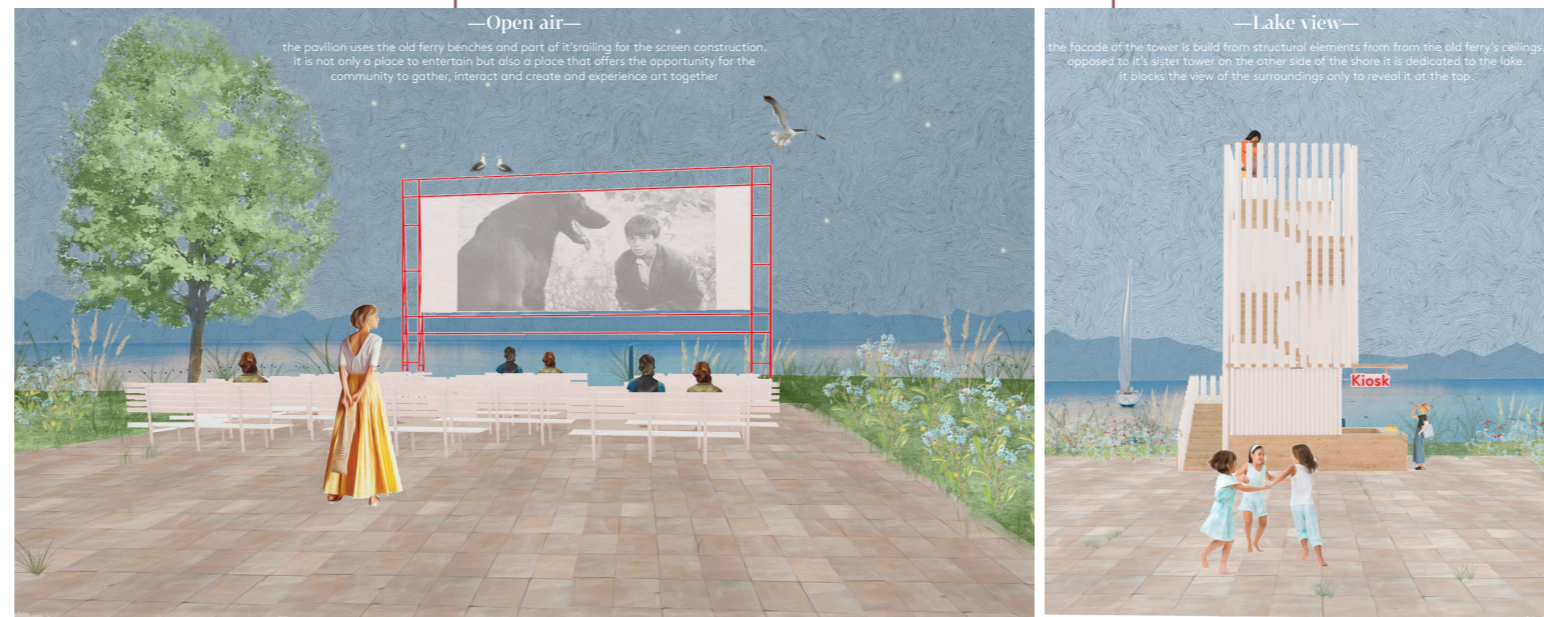 —Open air—
the pavilion uses the old ferry benches and part of it'srailing for the screen construction.
it is not only a place to entertain but also a place that offers the opportunity for the
community to gather, interact and create and experience art together
—Lake view—
the facade of the tower is build from structural elements from from the old ferry's ceilings.
opposed to it's sister tower on the other side of the shore it is dedicated to the lake.
it blocks the view of the surroundings only to reveal it at the top.
Kiosk